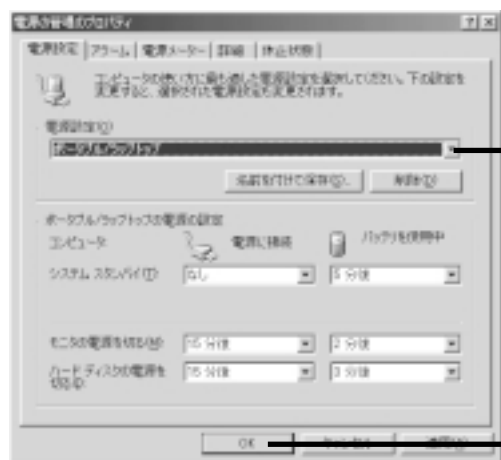 電源の管理のプロパティ
電源設定 アラーム 電源メーター 詳細 休止状態
コンピュータの使い方に最も適した電源設定を選択してください。下の設定を
変更すると、選択された電源設定も変更されます。
電源設定(C)
ポータブル/ラップトップ
名前を付けて保存(S)... 削除(D)
ポータブル/ラップトップの電源の設定
コンピュータ: 電源に接続 バッテリを使用中
システム スタンバイ(T): なし 5 分後
モニタの電源を切る(M): 15 分後 2 分後
ハード ディスクの電源を
切る(I): 15 分後 3 分後
OK キャンセル 適用(A)